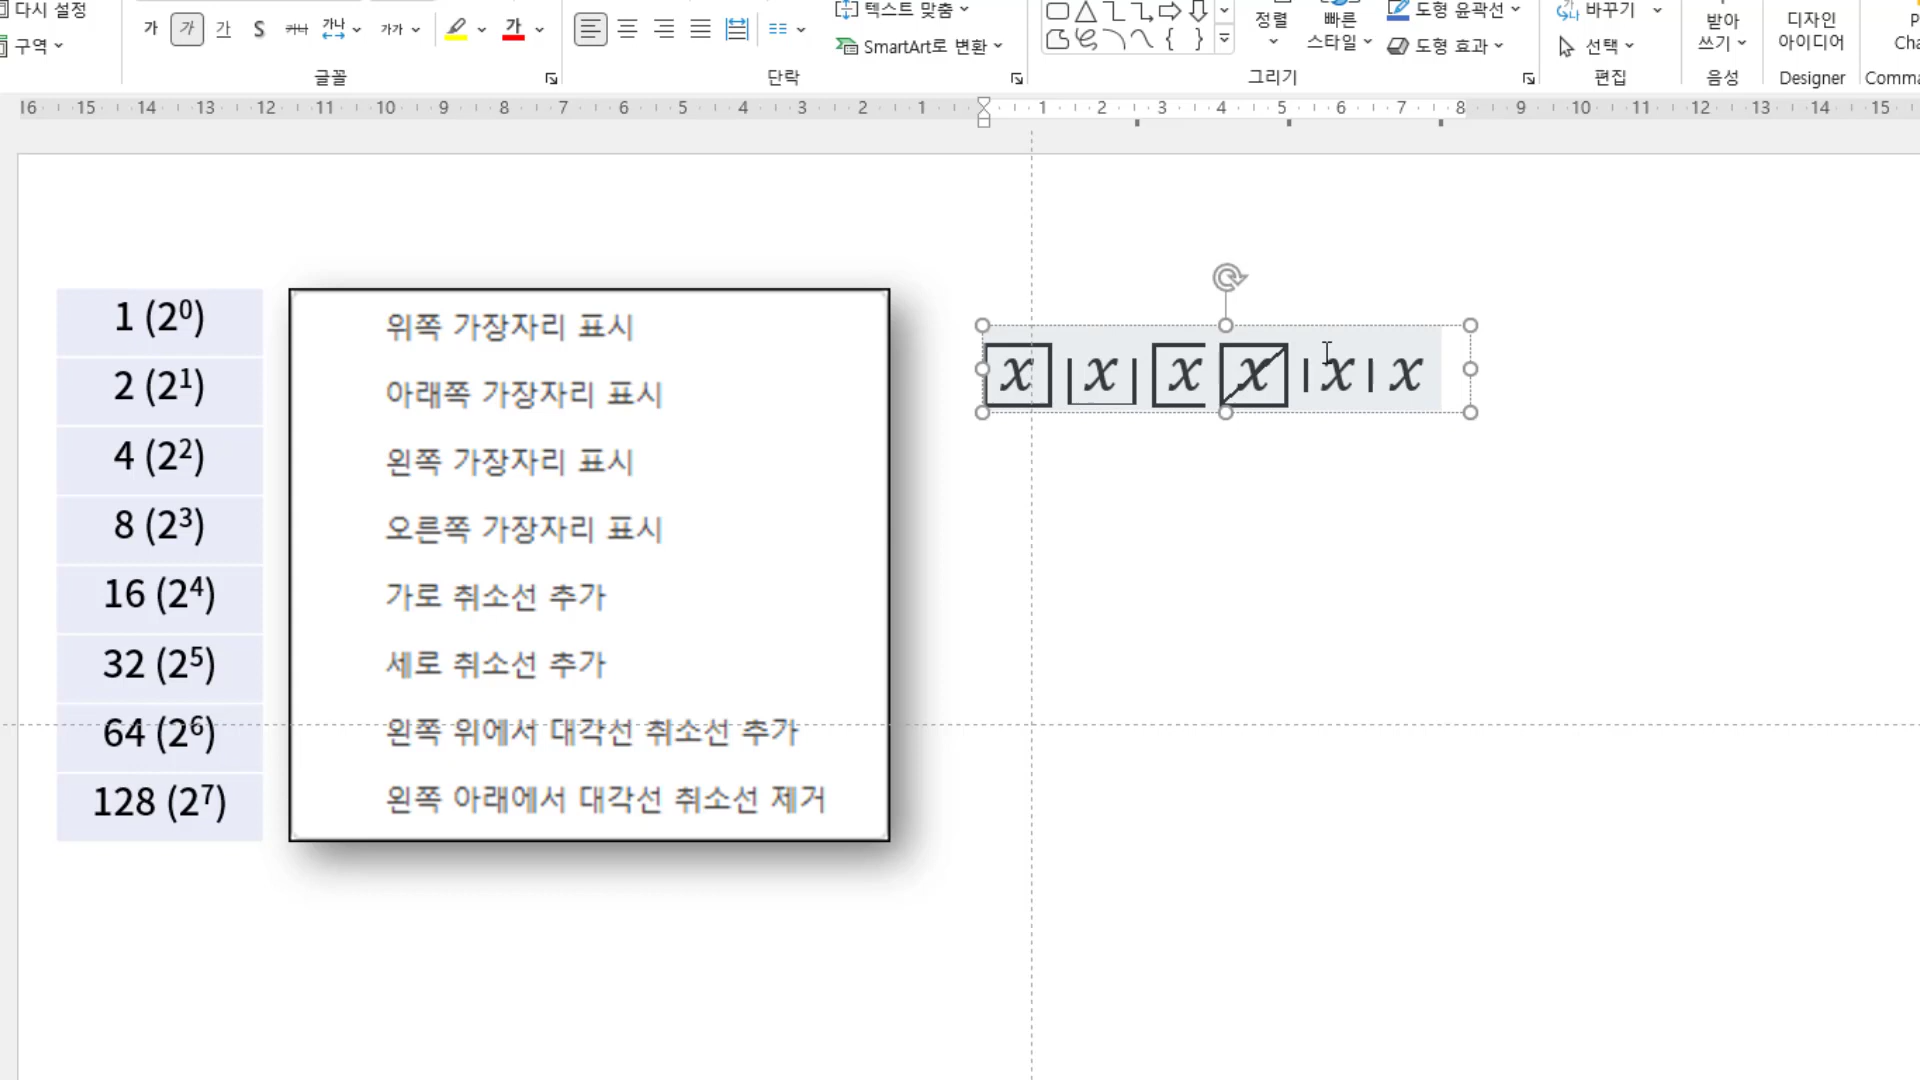 다시 설정
구역
가 가 가 S 가나 가가 가
글꼴
텍스트 맞춤
SmartArt로 변환
단락
정렬
빠른
스타일
도형 윤곽선
도형 효과
그리기
바꾸기
선택
편집
받아
쓰기
음성
디자인
아이디어
Designer
16 15 14 13 12 11 10 9 8 7 6 5 4 3 2 1 1 2 3 4 5 6 7 8 9 10 11 12 13 14 15
1 (2⁰) 위쪽 가장자리 표시
2 (2¹) 아래쪽 가장자리 표시
4 (2²) 왼쪽 가장자리 표시
8 (2³) 오른쪽 가장자리 표시
16 (2⁴) 가로 취소선 추가
32 (2⁵) 세로 취소선 추가
64 (2⁶) 왼쪽 위에서 대각선 취소선 추가
128 (2⁷) 왼쪽 아래에서 대각선 취소선 제거
x |x| x x |x| x